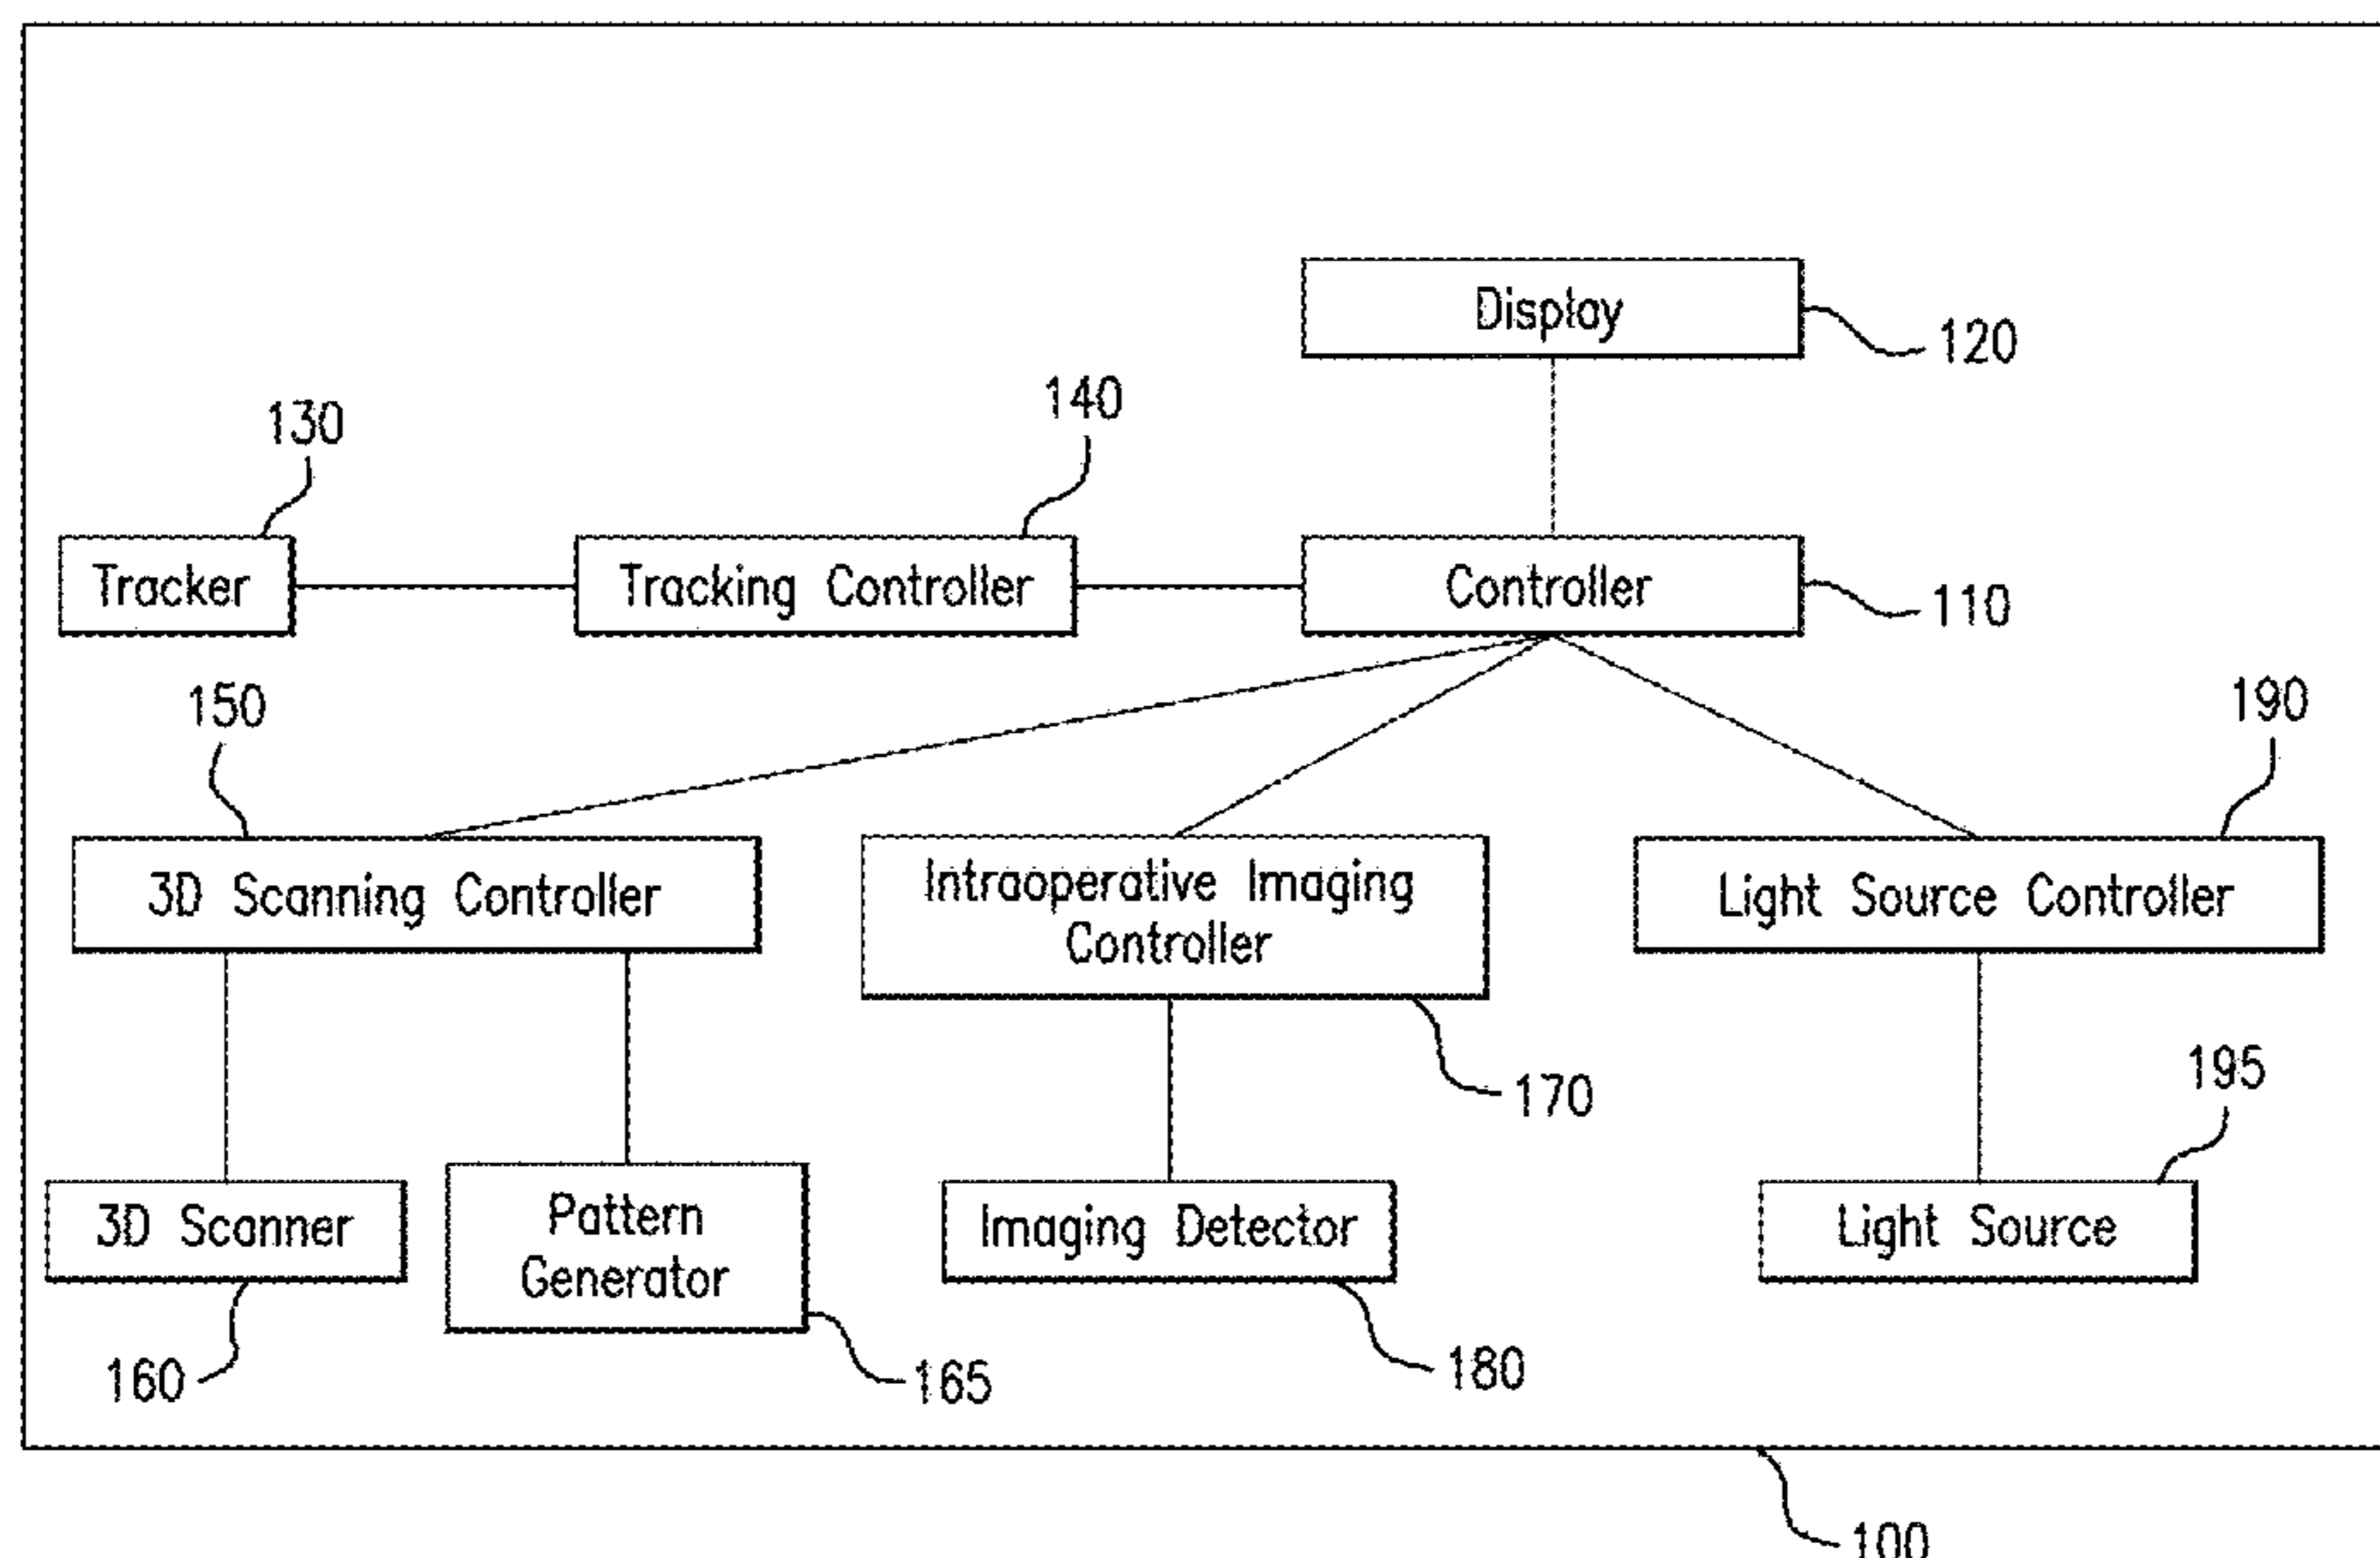 Display
120
130
140
Tracker
Tracking Controller
Controller
110
150
190
3D Scanning Controller
Intraoperative Imaging
Controller
Light Source Controller
170
195
3D Scanner
Pattern
Generator
Imaging Detector
Light Source
160
165
180
100